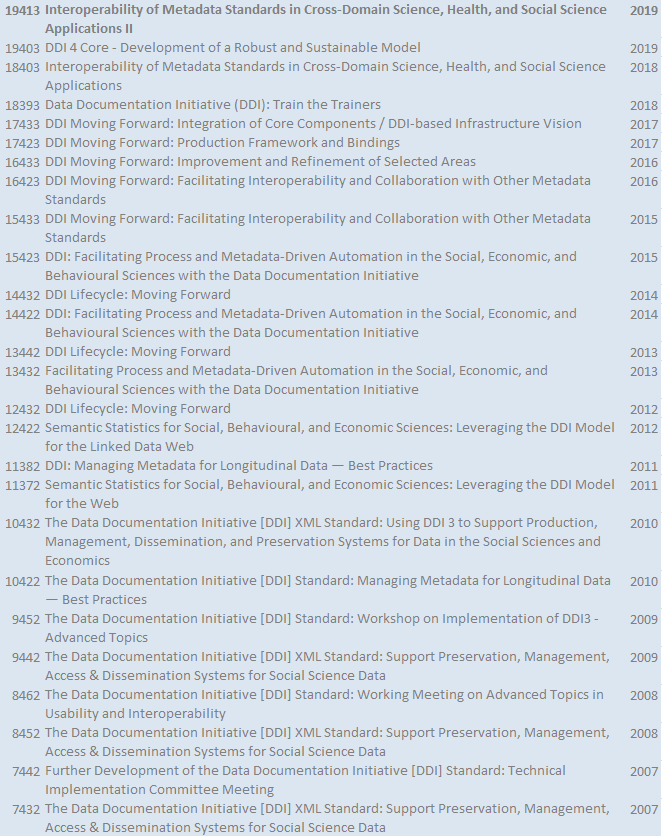 19413 Interoperability of Metadata Standards in Cross-Domain Science, Health, and Social Science 2019
Applications II
19403 DDI 4 Core - Development of a Robust and Sustainable Model 2019
18403 Interoperability of Metadata Standards in Cross-Domain Science, Health, and Social Science 2018
Applications
18393 Data Documentation Initiative (DDI): Train the Trainers 2018
17433 DDI Moving Forward: Integration of Core Components / DDI-based Infrastructure Vision 2017
17423 DDI Moving Forward: Production Framework and Bindings 2017
16433 DDI Moving Forward: Improvement and Refinement of Selected Areas 2016
16423 DDI Moving Forward: Facilitating Interoperability and Collaboration with Other Metadata 2016
Standards
15433 DDI Moving Forward: Facilitating Interoperability and Collaboration with Other Metadata 2015
Standards
15423 DDI: Facilitating Process and Metadata-Driven Automation in the Social, Economic, and 2015
Behavioural Sciences with the Data Documentation Initiative
14432 DDI Lifecycle: Moving Forward 2014
14422 DDI: Facilitating Process and Metadata-Driven Automation in the Social, Economic, and 2014
Behavioural Sciences with the Data Documentation Initiative
13442 DDI Lifecycle: Moving Forward 2013
13432 Facilitating Process and Metadata-Driven Automation in the Social, Economic, and 2013
Behavioural Sciences with the Data Documentation Initiative
12432 DDI Lifecycle: Moving Forward 2012
12422 Semantic Statistics for Social, Behavioural, and Economic Sciences: Leveraging the DDI Model 2012
for the Linked Data Web
11382 DDI: Managing Metadata for Longitudinal Data — Best Practices 2011
11372 Semantic Statistics for Social, Behavioural, and Economic Sciences: Leveraging the DDI Model 2011
for the Web
10432 The Data Documentation Initiative [DDI] XML Standard: Using DDI 3 to Support Production, 2010
Management, Dissemination, and Preservation Systems for Data in the Social Sciences and
Economics
10422 The Data Documentation Initiative [DDI] Standard: Managing Metadata for Longitudinal Data 2010
— Best Practices
9452 The Data Documentation Initiative [DDI] Standard: Workshop on Implementation of DDI3 - 2009
Advanced Topics
9442 The Data Documentation Initiative [DDI] XML Standard: Support Preservation, Management, 2009
Access & Dissemination Systems for Social Science Data
8462 The Data Documentation Initiative [DDI] Standard: Working Meeting on Advanced Topics in 2008
Usability and Interoperability
8452 The Data Documentation Initiative [DDI] XML Standard: Support Preservation, Management, 2008
Access & Dissemination Systems for Social Science Data
7442 Further Development of the Data Documentation Initiative [DDI] Standard: Technical 2007
Implementation Committee Meeting
7432 The Data Documentation Initiative [DDI] XML Standard: Support Preservation, Management, 2007
Access & Dissemination Systems for Social Science Data